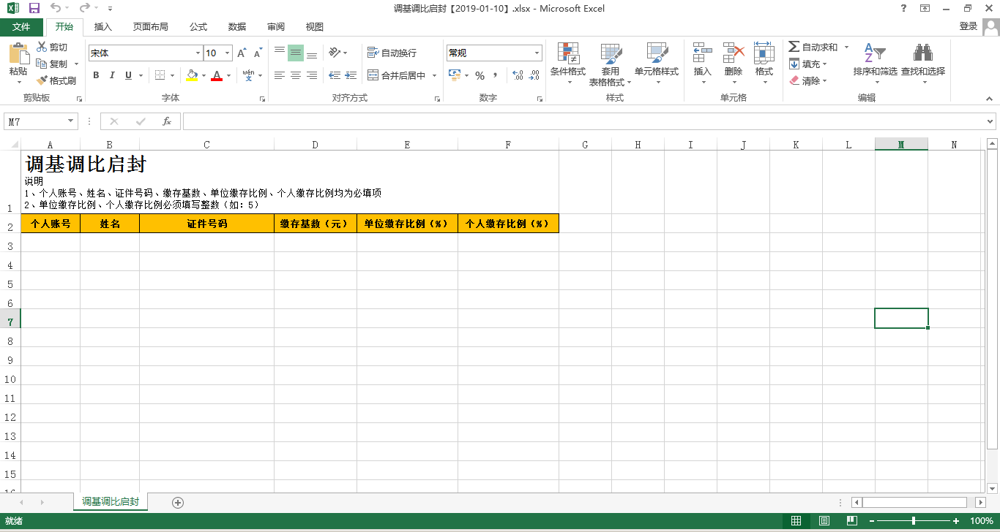 调基调比启封【2019-01-10】.xlsx - Microsoft Excel
文件 开始 插入 页面布局 公式 数据 审阅 视图 登录
粘贴 剪切 复制 格式刷 剪贴板
宋体 10 B I U wén 字体
自动换行 合并后居中 对齐方式
常规 % , .00 数字
条件格式 套用 表格格式 单元格样式 样式
插入 删除 格式 单元格
自动求和 填充 清除 排序和筛选 查找和选择 编辑
M7 fx
A B C D E F G H I J K L M N
调基调比启封
说明
1、个人账号、姓名、证件号码、缴存基数、单位缴存比例、个人缴存比例均为必填项
2、单位缴存比例、个人缴存比例必须填写整数（如：5）
1
2 个人账号 姓名 证件号码 缴存基数（元） 单位缴存比例（%） 个人缴存比例（%）
3
4
5
6
7
8
9
10
11
12
13
14
15
16
调基调比启封
就绪 100%